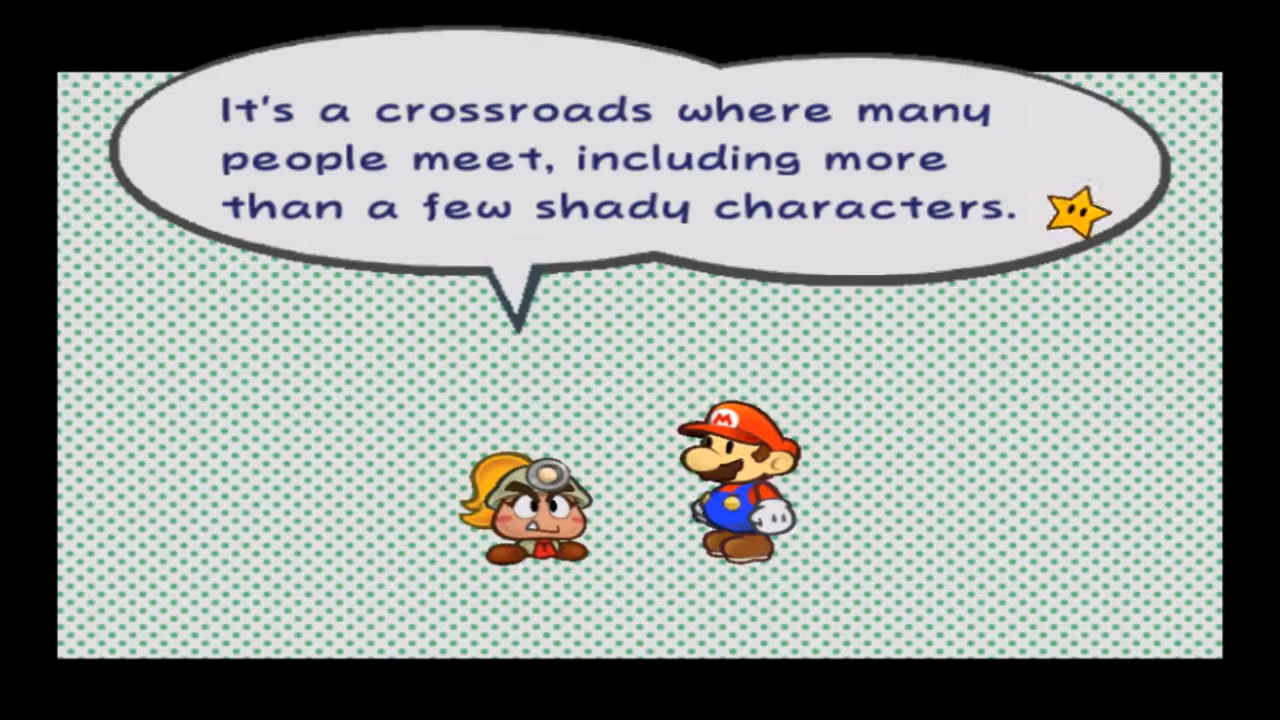 It's a crossroads where many
people meet, including more
than a few shady characters.
M